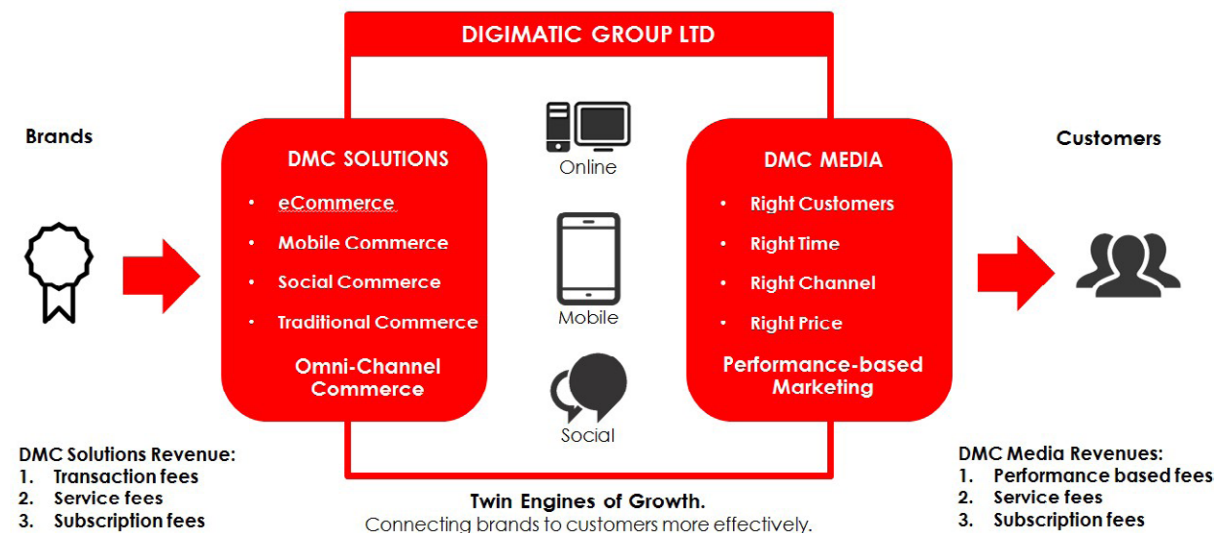 DIGIMATIC GROUP LTD
Brands
DMC SOLUTIONS
• eCommerce
• Mobile Commerce
• Social Commerce
• Traditional Commerce
Omni-Channel
Commerce
Online
Mobile
Social
DMC MEDIA
• Right Customers
• Right Time
• Right Channel
• Right Price
Performance-based
Marketing
Customers
DMC Solutions Revenue:
1. Transaction fees
2. Service fees
3. Subscription fees
Twin Engines of Growth.
Connecting brands to customers more effectively.
DMC Media Revenues:
1. Performance based fees
2. Service fees
3. Subscription fees